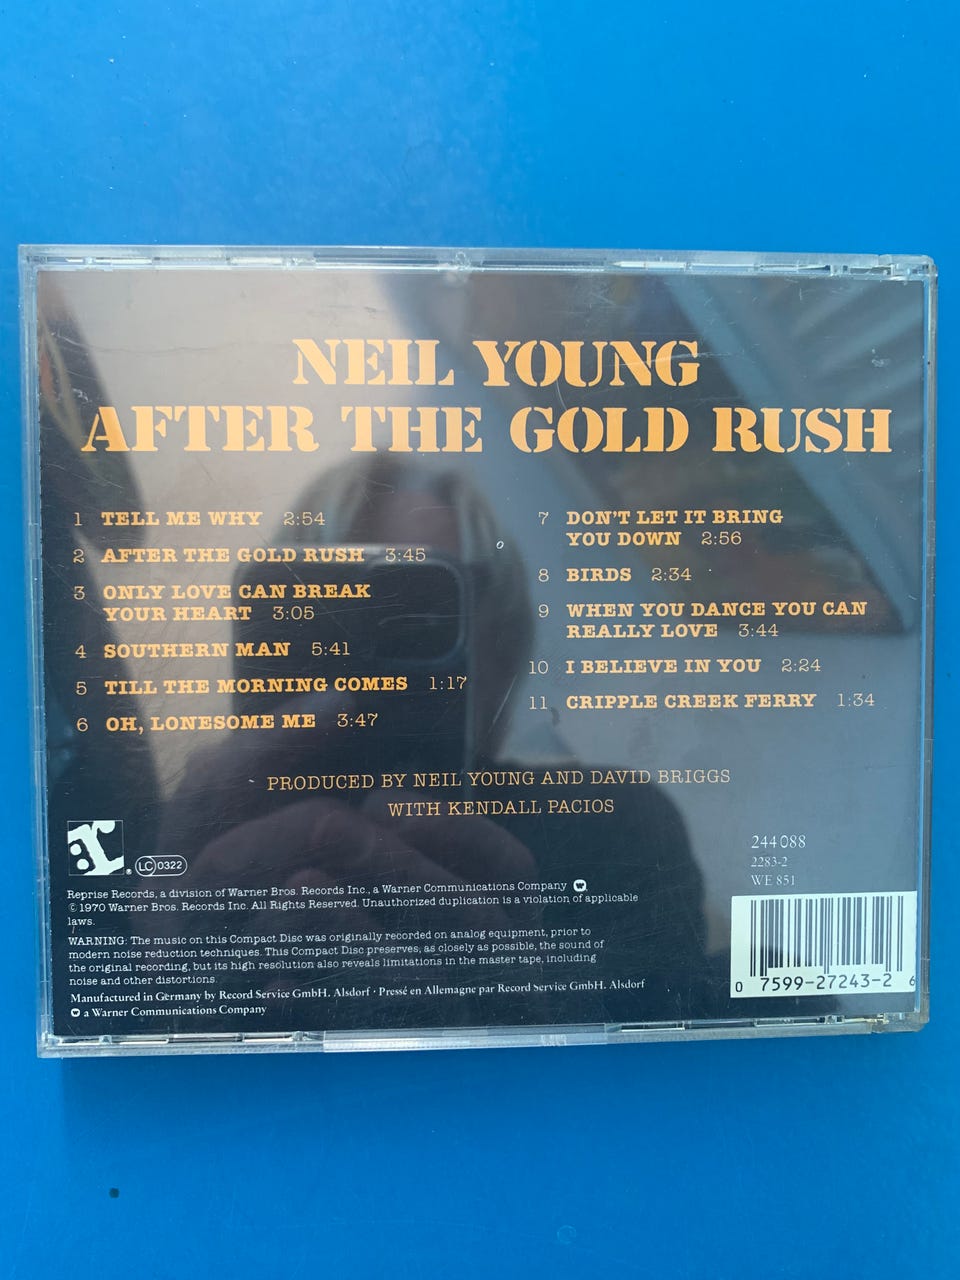 NEIL YOUNG
AFTER THE GOLD RUSH
1 TELL ME WHY 2:54
2 AFTER THE GOLD RUSH 3:45
3 ONLY LOVE CAN BREAK
YOUR HEART 3:05
4 SOUTHERN MAN 5:41
5 TILL THE MORNING COMES 1:17
6 OH, LONESOME ME 3:47
7 DON'T LET IT BRING
YOU DOWN 2:56
8 BIRDS 2:34
9 WHEN YOU DANCE YOU CAN
REALLY LOVE 3:44
10 I BELIEVE IN YOU 2:24
11 CRIPPLE CREEK FERRY 1:34
PRODUCED BY NEIL YOUNG AND DAVID BRIGGS
WITH KENDALL PACIOS
r ®
LC 0322
Reprise Records, a division of Warner Bros. Records Inc., a Warner Communications Company
© 1970 Warner Bros. Records Inc. All Rights Reserved. Unauthorized duplication is a violation of applicable
laws.
WARNING: The music on this Compact Disc was originally recorded on analog equipment, prior to
modern noise reduction techniques. This Compact Disc preserves, as closely as possible, the sound of
the original recording, but its high resolution also reveals limitations in the master tape, including
noise and other distortions.
Manufactured in Germany by Record Service GmbH. Alsdorf · Pressé en Allemagne par Record Service GmbH. Alsdorf
a Warner Communications Company
244 088
2283-2
WE 851
0 7599-27243-2 6